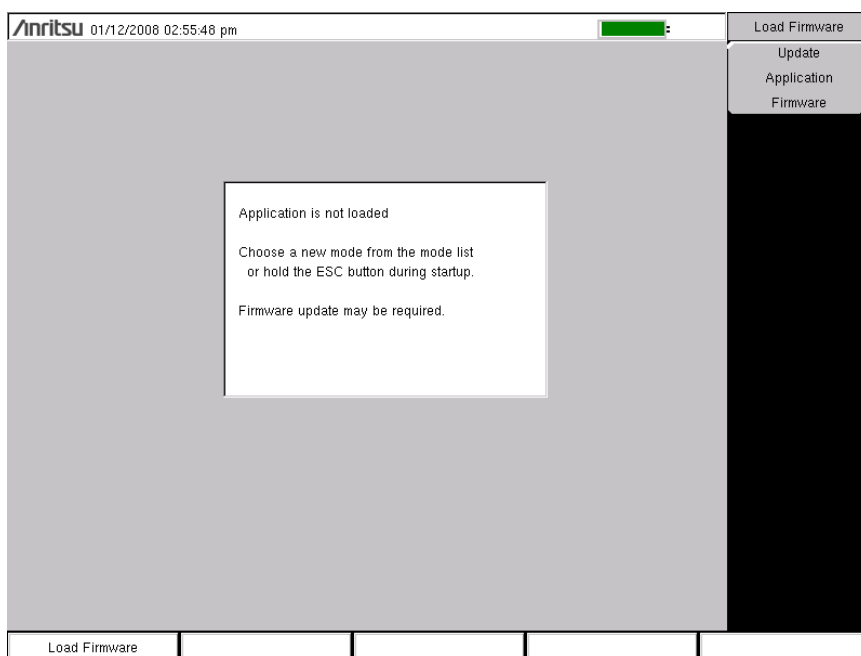 Anritsu 01/12/2008 02:55:48 pm
Load Firmware
Update
Application
Firmware
Application is not loaded
Choose a new mode from the mode list
or hold the ESC button during startup.
Firmware update may be required.
Load Firmware